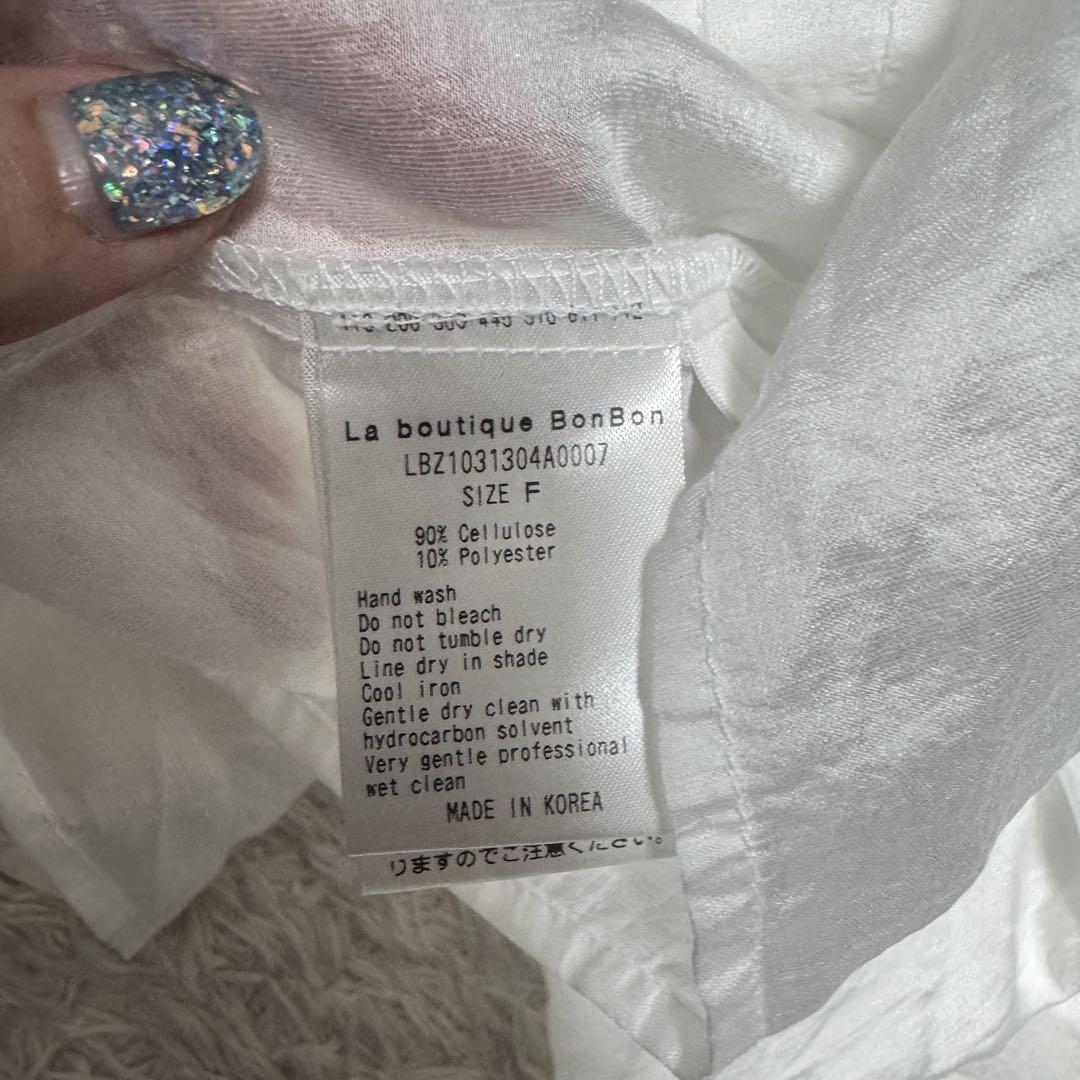 La boutique BonBon
LBZ1031304A0007
SIZE F
90% Cellulose
10% Polyester
Hand wash
Do not bleach
Do not tumble dry
Line dry in shade
Cool iron
Gentle dry clean with
hydrocarbon solvent
Very gentle professional
wet clean
MADE IN KOREA
りますのでご注意ください。